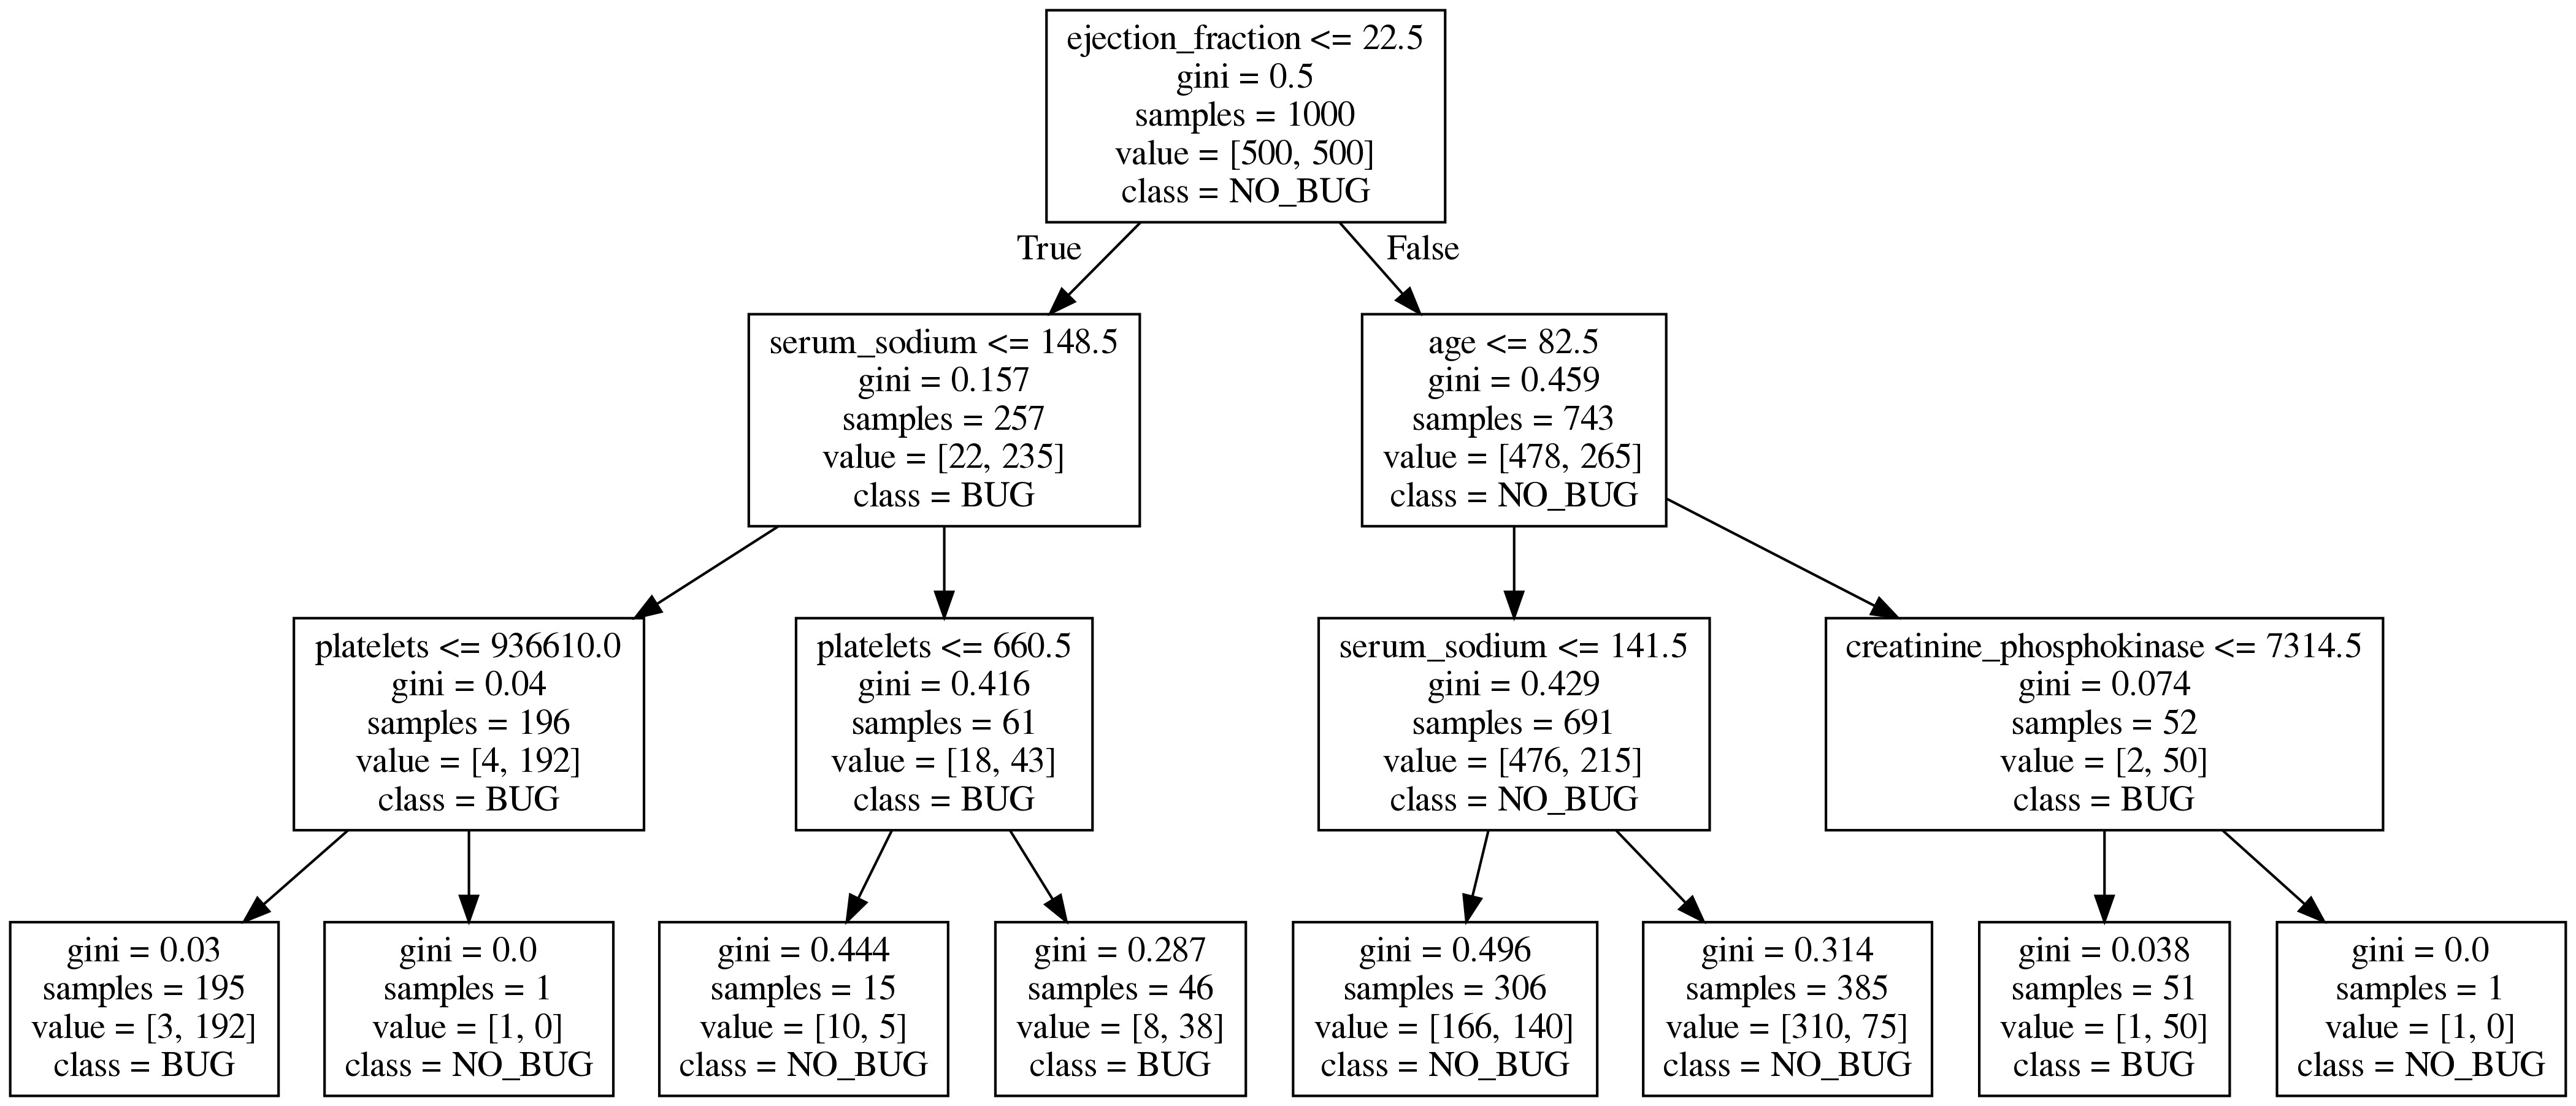 ejection_fraction <= 22.5
gini = 0.5
samples = 1000
value = [500, 500]
class = NO_BUG
True
False
serum_sodium <= 148.5
gini = 0.157
samples = 257
value = [22, 235]
class = BUG
age <= 82.5
gini = 0.459
samples = 743
value = [478, 265]
class = NO_BUG
platelets <= 936610.0
gini = 0.04
samples = 196
value = [4, 192]
class = BUG
platelets <= 660.5
gini = 0.416
samples = 61
value = [18, 43]
class = BUG
serum_sodium <= 141.5
gini = 0.429
samples = 691
value = [476, 215]
class = NO_BUG
creatinine_phosphokinase <= 7314.5
gini = 0.074
samples = 52
value = [2, 50]
class = BUG
gini = 0.03
samples = 195
value = [3, 192]
class = BUG
gini = 0.0
samples = 1
value = [1, 0]
class = NO_BUG
gini = 0.444
samples = 15
value = [10, 5]
class = NO_BUG
gini = 0.287
samples = 46
value = [8, 38]
class = BUG
gini = 0.496
samples = 306
value = [166, 140]
class = NO_BUG
gini = 0.314
samples = 385
value = [310, 75]
class = NO_BUG
gini = 0.038
samples = 51
value = [1, 50]
class = BUG
gini = 0.0
samples = 1
value = [1, 0]
class = NO_BUG